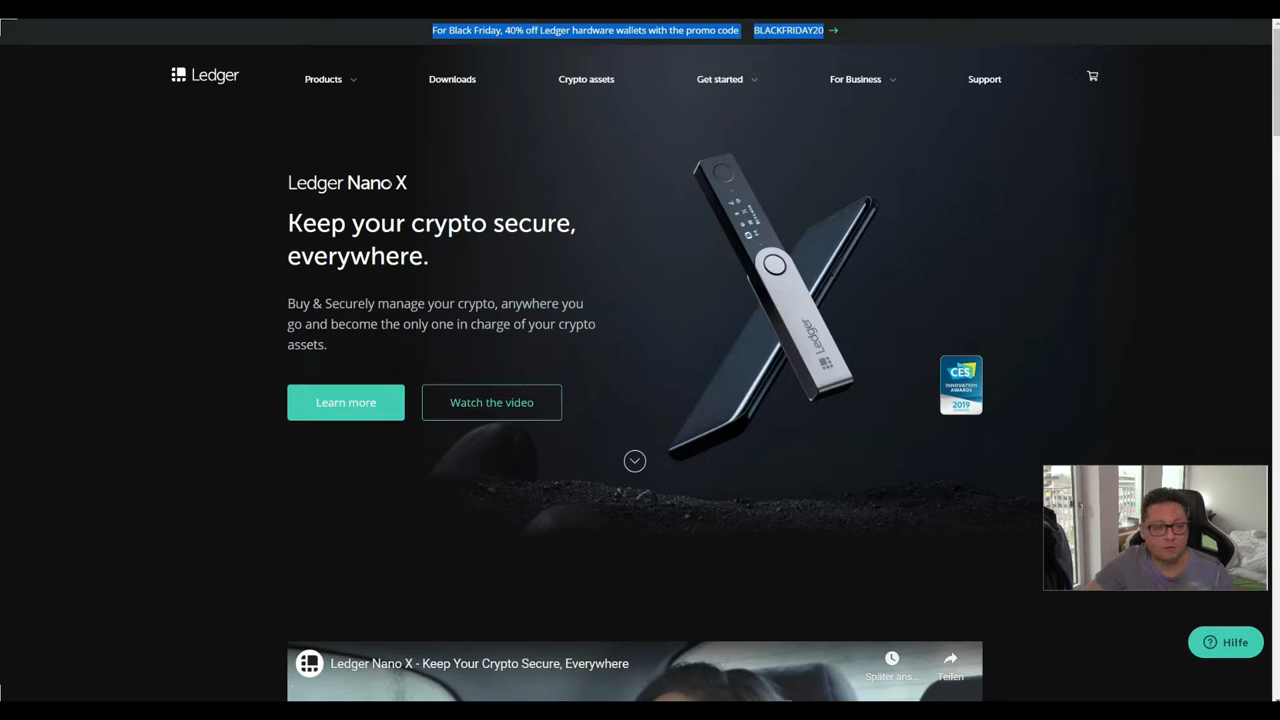 For Black Friday, 40% off Ledger hardware wallets with the promo code BLACKFRIDAY20 →
Ledger
Products
Downloads
Crypto assets
Get started
For Business
Support
Ledger Nano X
Keep your crypto secure,
everywhere.
Buy & Securely manage your crypto, anywhere you
go and become the only one in charge of your crypto
assets.
Learn more
Watch the video
Ledger
CES
INNOVATION
AWARDS
2019
Hilfe
Ledger Nano X - Keep Your Crypto Secure, Everywhere
Später ans...
Teilen